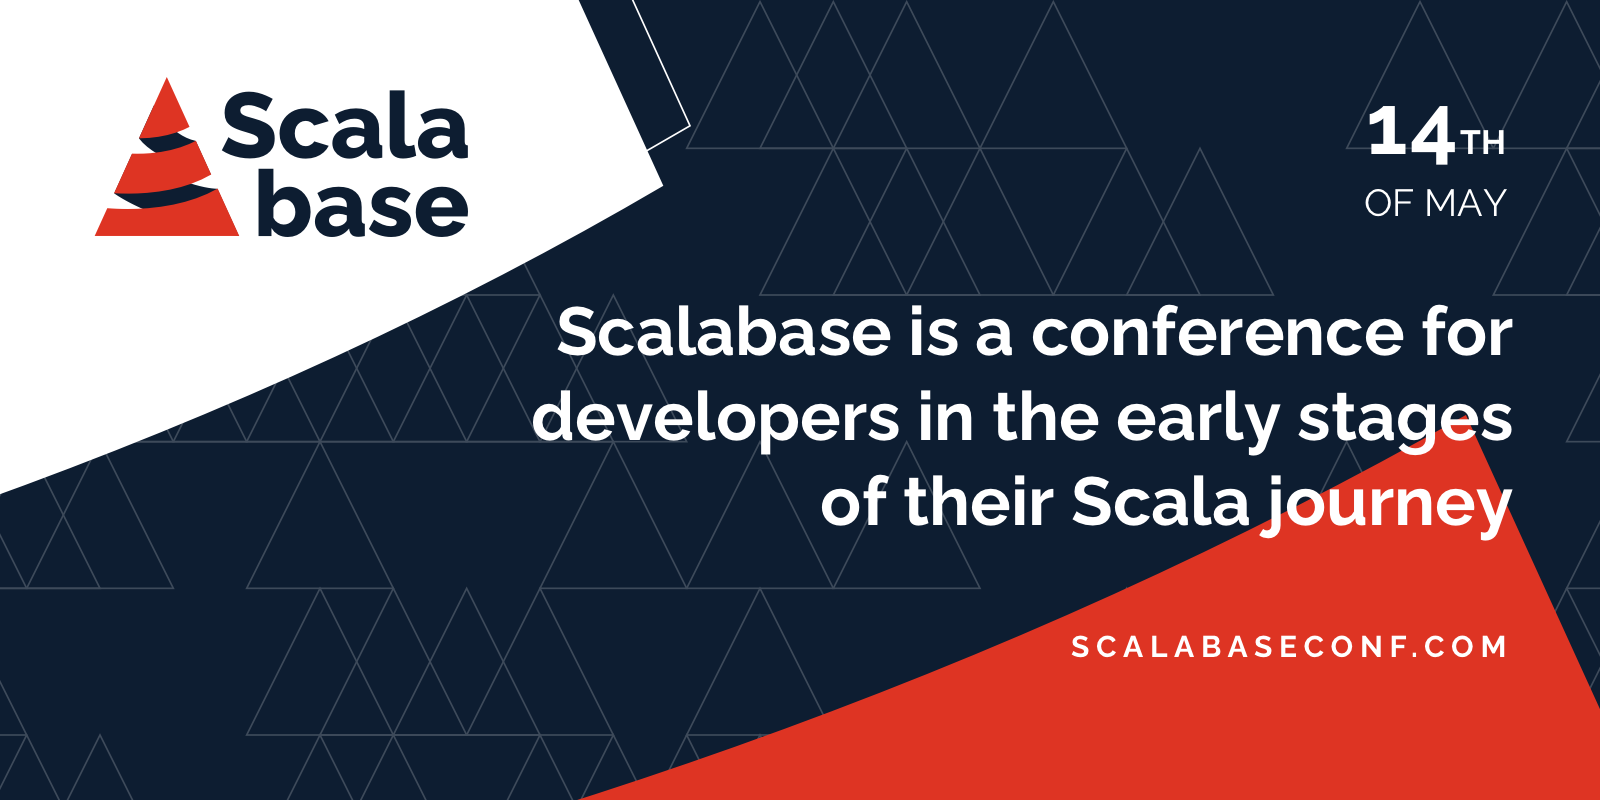 Scala
base
14TH
OF MAY
Scalabase is a conference for
developers in the early stages
of their Scala journey
SCALABASECONF.COM